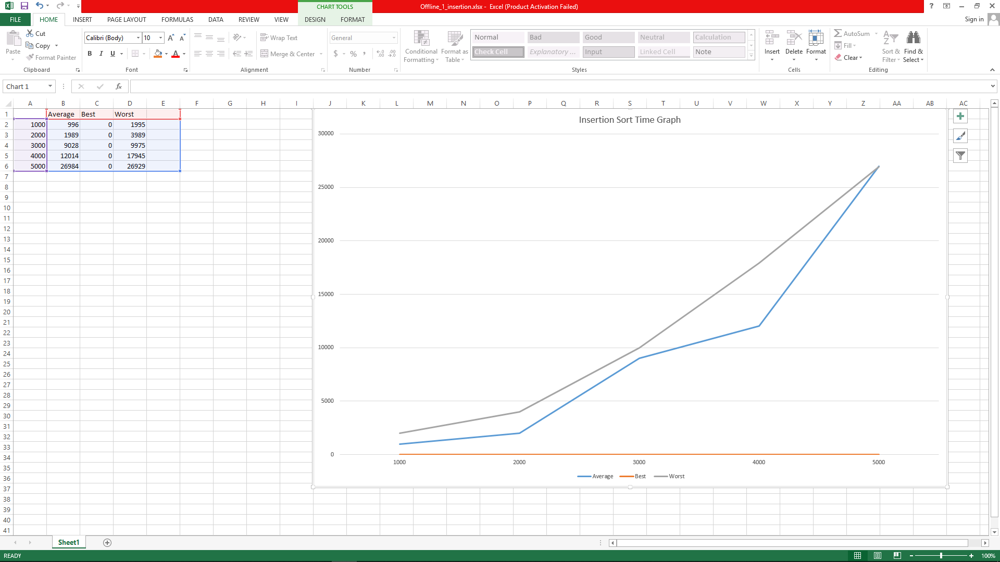 CHART TOOLS
Offline_1_insertion.xlsx - Excel (Product Activation Failed)
FILE HOME INSERT PAGE LAYOUT FORMULAS DATA REVIEW VIEW DESIGN FORMAT
Sign in
Paste
Cut
Copy
Format Painter
Clipboard
Calibri (Body) 10
B I U A
Font
Wrap Text
Merge & Center
Alignment
General
$ % ,
Number
Conditional Formatting
Format as Table
Normal Bad Good Neutral Calculation
Check Cell Explanatory ... Input Linked Cell Note
Styles
Insert Delete Format
Cells
AutoSum
Fill
Clear
Sort & Filter
Find & Select
Editing
Chart 1
fx
A B C D E F G H I J K L M N O P Q R S T U V W X Y Z AA AB AC
1 Average Best Worst
2 1000 996 0 1995
3 2000 1989 0 3989
4 3000 9028 0 9975
5 4000 12014 0 17945
6 5000 26984 0 26929
7
8
9
10
11
12
13
14
15
16
17
18
19
20
21
22
23
24
25
26
27
28
29
30
31
32
33
34
35
36
37
38
39
40
41
Insertion Sort Time Graph
30000
25000
20000
15000
10000
5000
0
1000 2000 3000 4000 5000
Average Best Worst
Sheet1
READY
100%